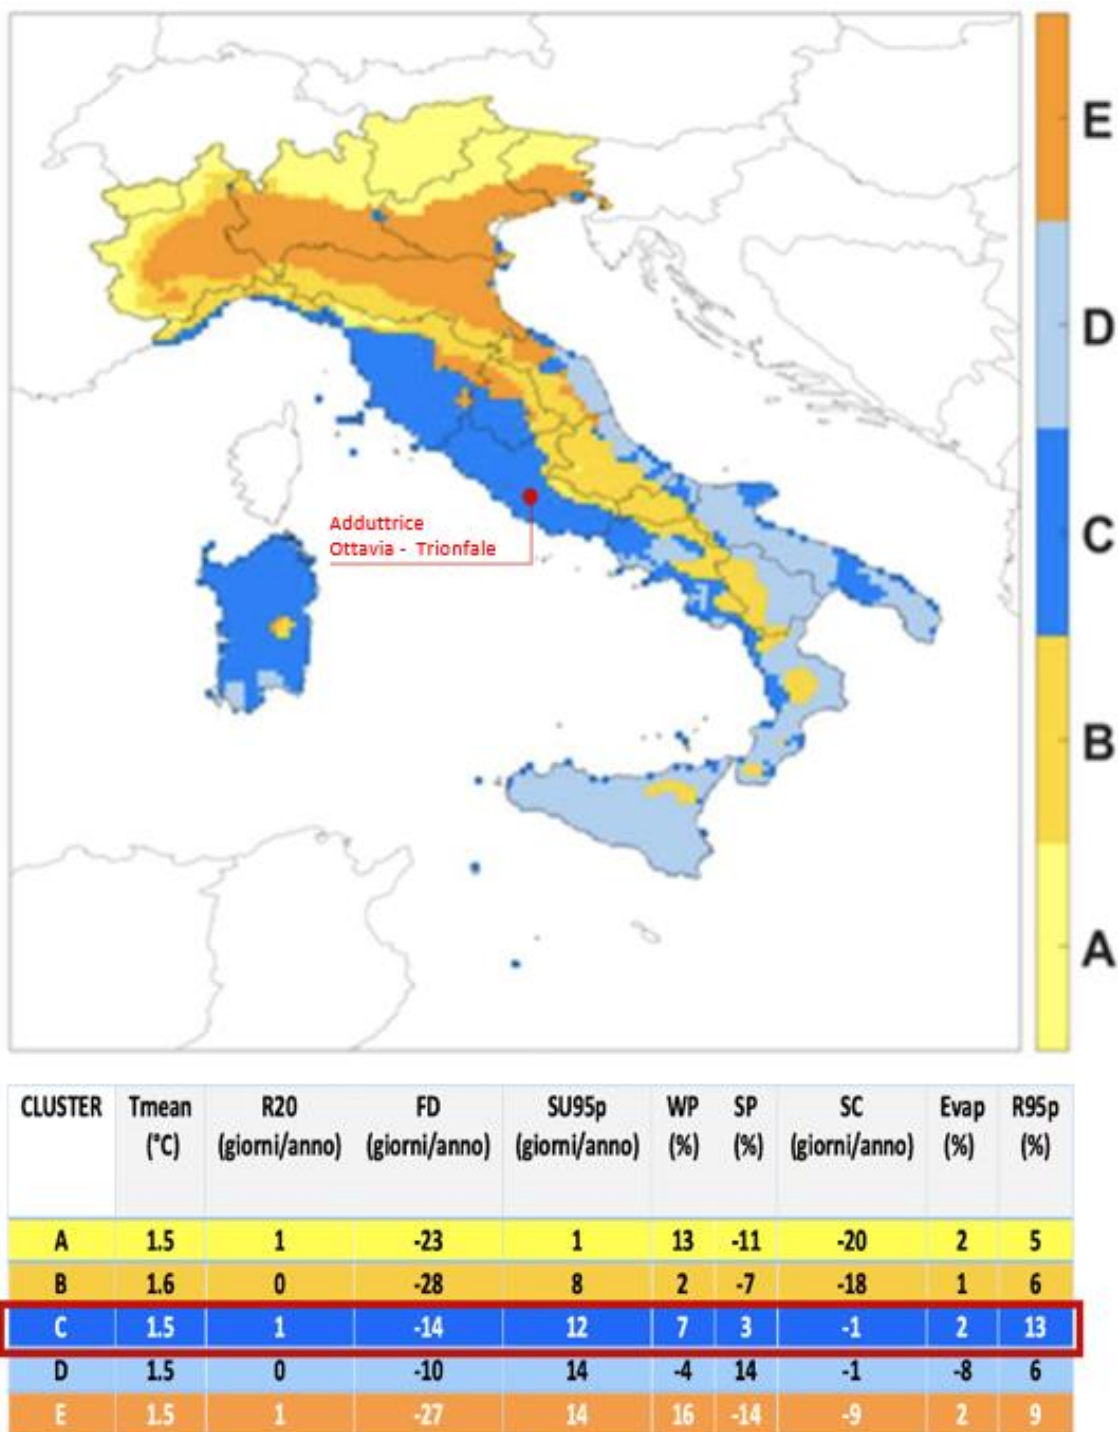 E
D
C
B
A
Adduttrice
Ottavia - Trionfale
CLUSTER Tmean R20 FD SU95p WP SP SC Evap R95p
(°C) (giorni/anno) (giorni/anno) (giorni/anno) (%) (%) (giorni/anno) (%) (%)
A 1.5 1 -23 1 13 -11 -20 2 5
B 1.6 0 -28 8 2 -7 -18 1 6
C 1.5 1 -14 12 7 3 -1 2 13
D 1.5 0 -10 14 -4 14 -1 -8 6
E 1.5 1 -27 14 16 -14 -9 2 9